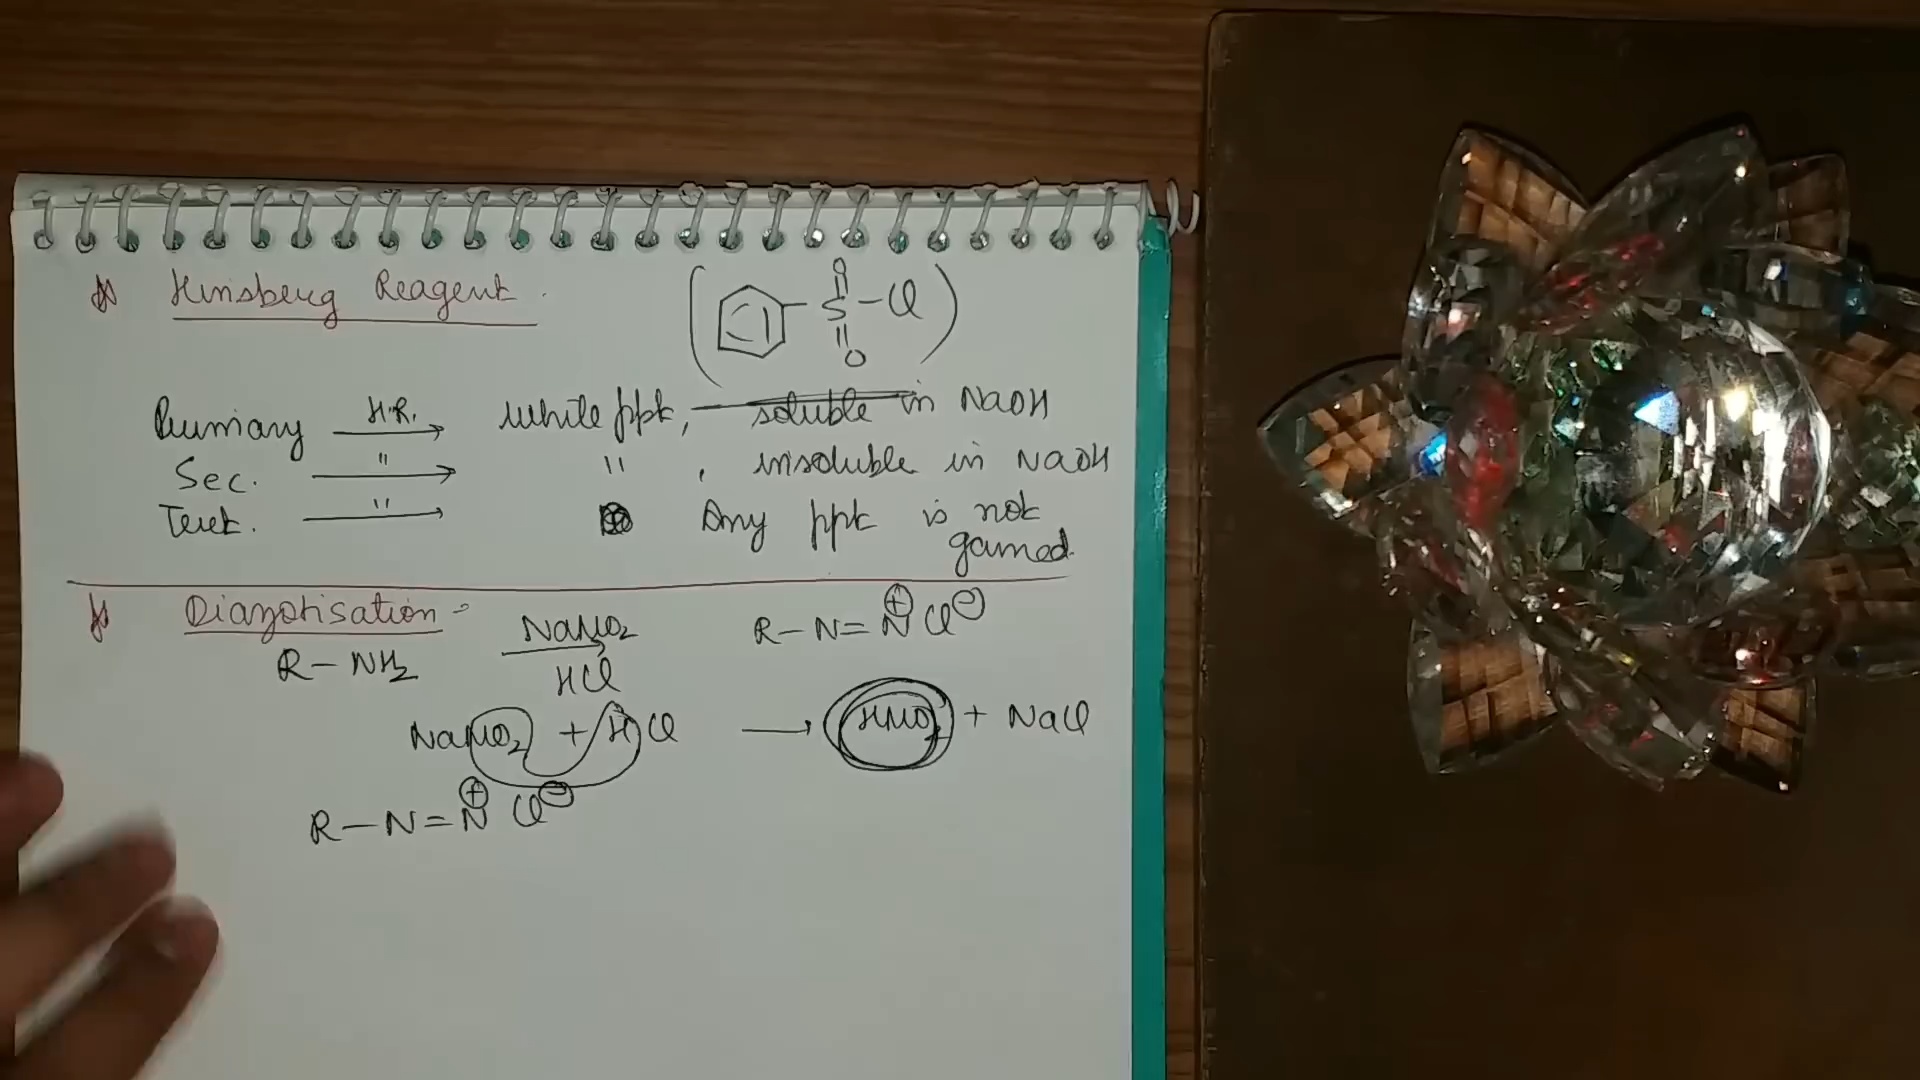 Hinsberg Reagent.
O
S-Cl
O
Primary H.R. White ppt, soluble in NaOH
Sec. " " , insoluble in NaOH
Tert. " Any ppt is not
gained.
Diazotisation -
R-NH2 NaNO2 HCl R-N=N⊕ Cl⊖
NaNO2 + HCl → HNO2 + NaCl
R-N=N⊕ Cl⊖